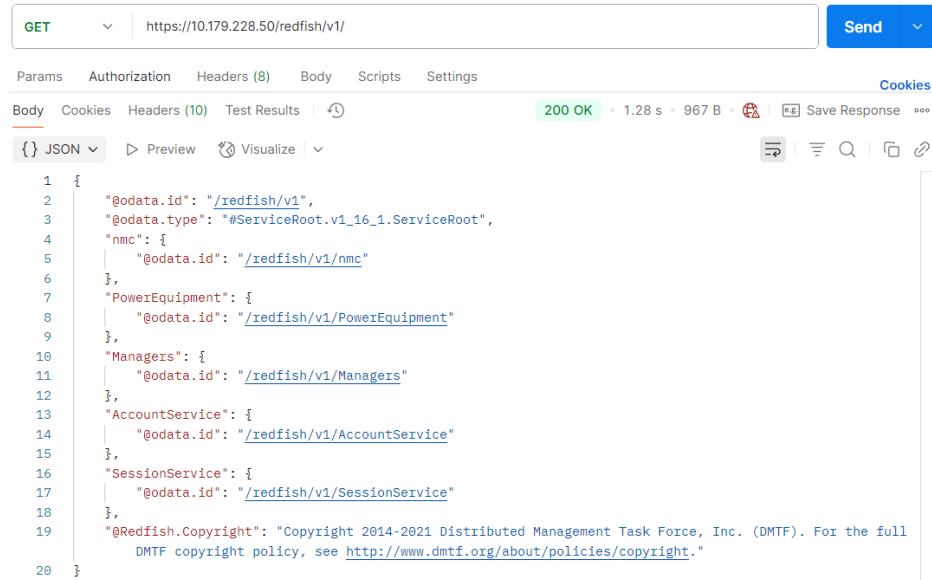 GET https://10.179.228.50/redfish/v1/ Send
Params Authorization Headers (8) Body Scripts Settings
Cookies
Body Cookies Headers (10) Test Results 200 OK • 1.28 s • 967 B • e.g. Save Response
{} JSON Preview Visualize
1 {
2 "@odata.id": "/redfish/v1",
3 "@odata.type": "#ServiceRoot.v1_16_1.ServiceRoot",
4 "nmc": {
5 "@odata.id": "/redfish/v1/nmc"
6 },
7 "PowerEquipment": {
8 "@odata.id": "/redfish/v1/PowerEquipment"
9 },
10 "Managers": {
11 "@odata.id": "/redfish/v1/Managers"
12 },
13 "AccountService": {
14 "@odata.id": "/redfish/v1/AccountService"
15 },
16 "SessionService": {
17 "@odata.id": "/redfish/v1/SessionService"
18 },
19 "@Redfish.Copyright": "Copyright 2014-2021 Distributed Management Task Force, Inc. (DMTF). For the full
DMTF copyright policy, see http://www.dmtf.org/about/policies/copyright."
20 }